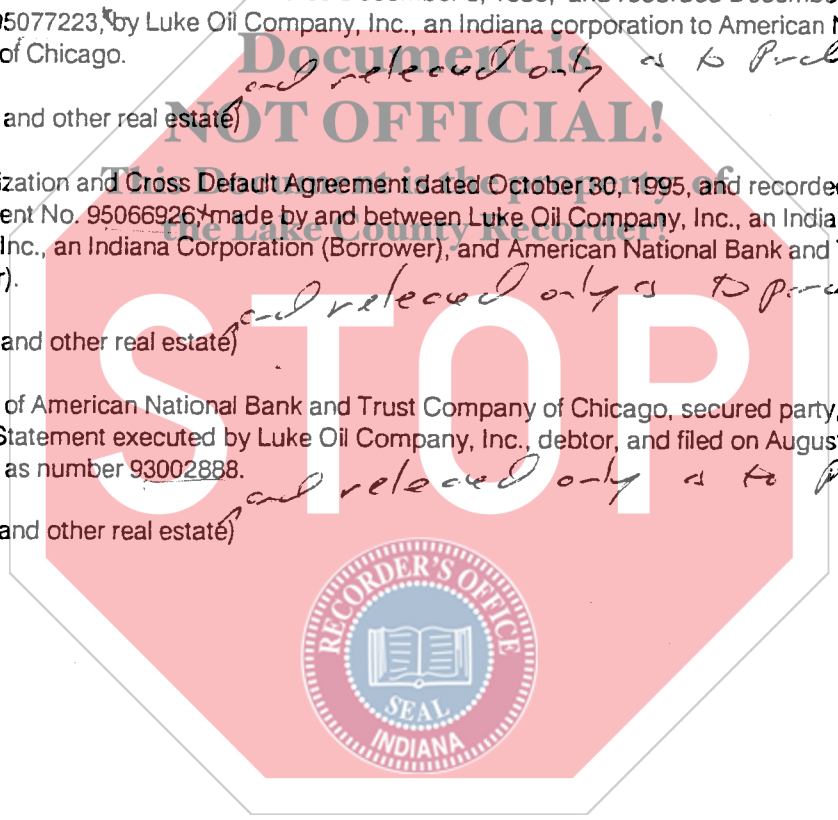 95077223, by Luke Oil Company, Inc., an Indiana corporation to American
of Chicago.
Document is
and released only as to
and other real estate)
NOT OFFICIAL!
This Document is the property of
ization and Cross Default Agreement dated October 30, 1995, and recorded
ent No. 95066926, made by and between Luke Oil Company, Inc., an India
the Lake County Recorder!
Inc., an Indiana Corporation (Borrower), and American National Bank and
r).
and released only as to
and other real estate)
STOP
of American National Bank and Trust Company of Chicago, secured party,
Statement executed by Luke Oil Company, Inc., debtor, and filed on August
as number 93002888.
and released only as to
and other real estate)
RECORDER'S OFFICE
SEAL
INDIANA